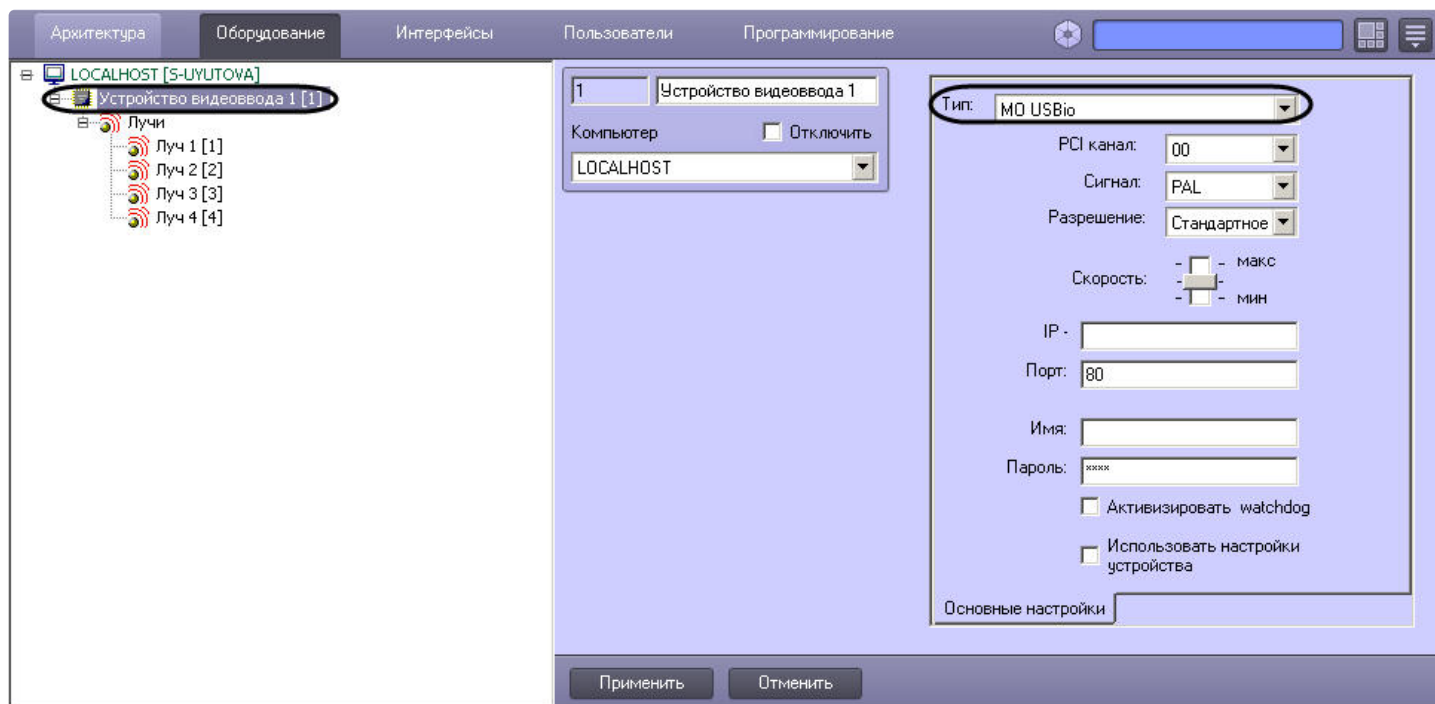 Архитектура Оборудование Интерфейсы Пользователи Программирование
LOCALHOST [S-UYUTOVA]
Устройство видеоввода 1 [1]
Лучи
Луч 1 [1]
Луч 2 [2]
Луч 3 [3]
Луч 4 [4]
1 Устройство видеоввода 1
Компьютер Отключить
LOCALHOST
Тип: МО USBio
PCI канал: 00
Сигнал: PAL
Разрешение: Стандартное
макс
Скорость:
мин
IP -
Порт: 80
Имя:
Пароль: ××××
Активизировать watchdog
Использовать настройки
устройства
Основные настройки
Применить Отменить